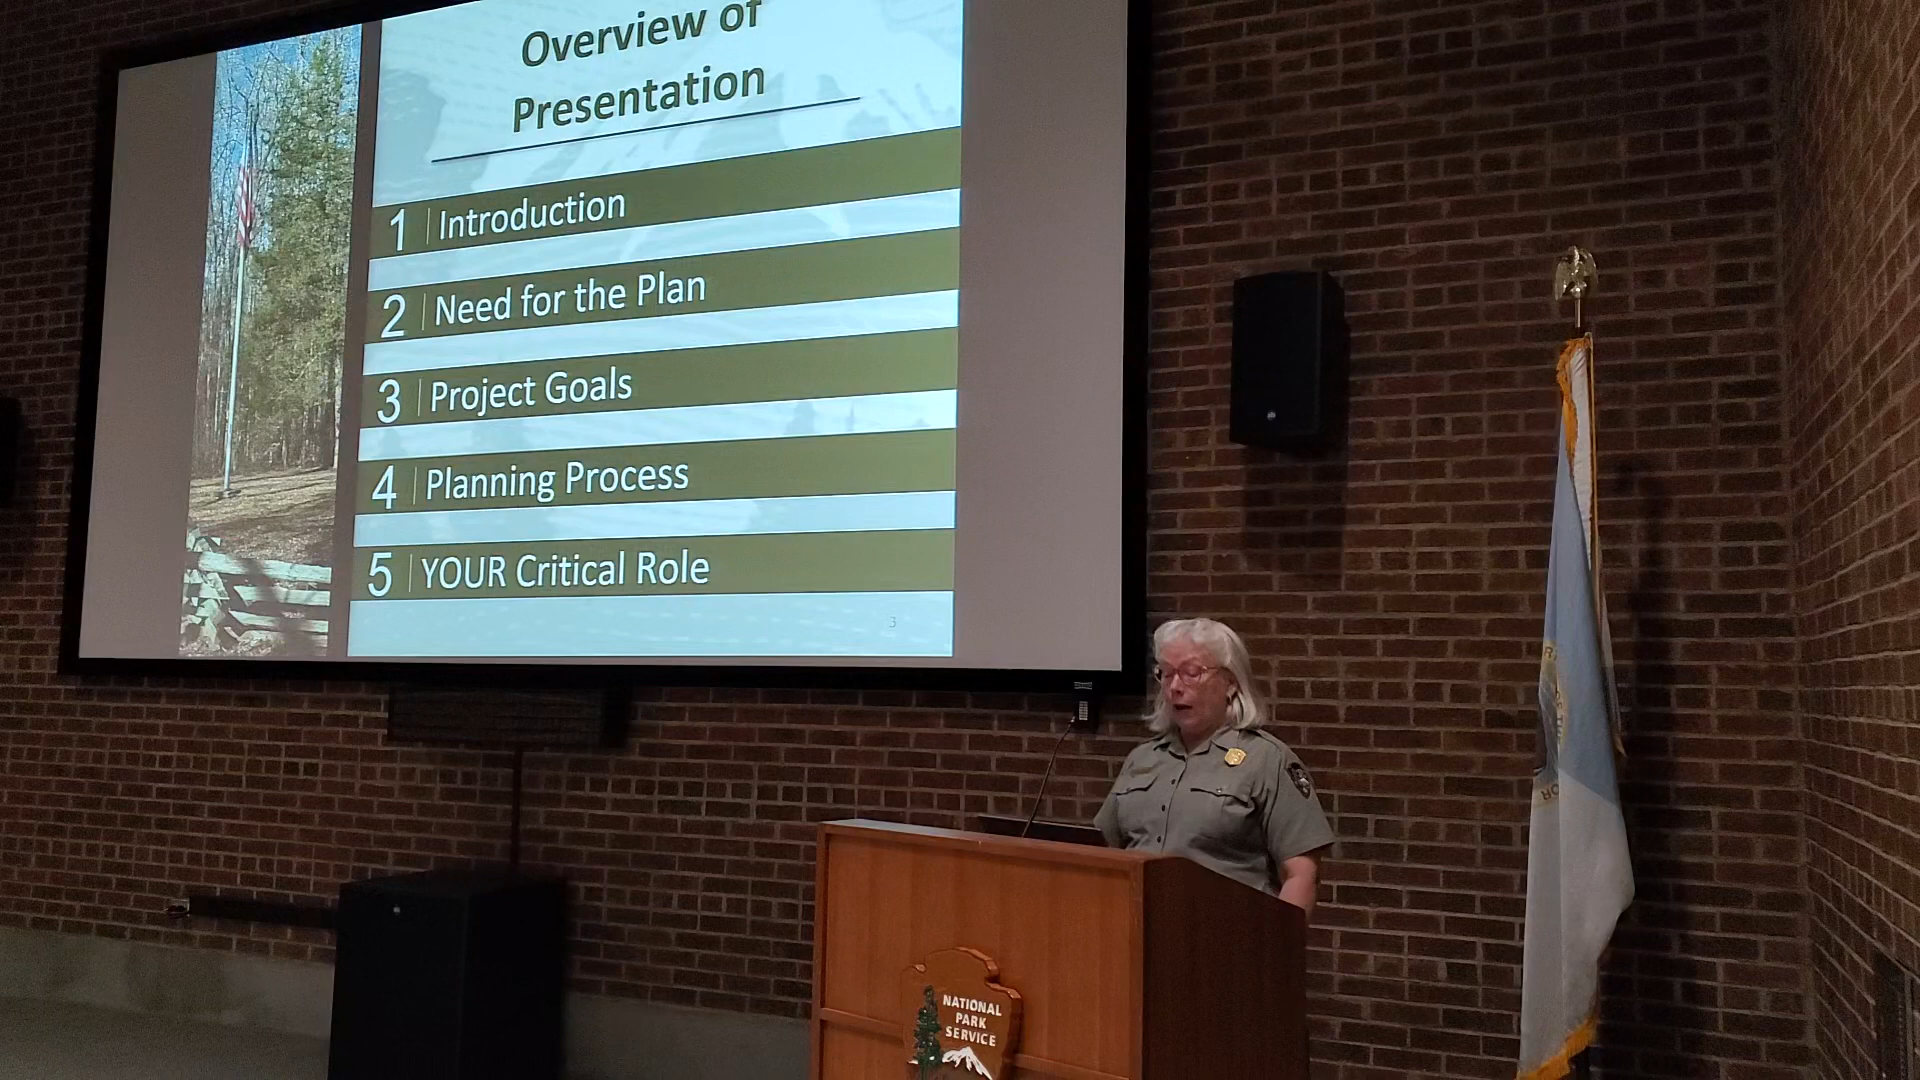 Overview of
Presentation
1 Introduction
2 Need for the Plan
3 Project Goals
4 Planning Process
5 YOUR Critical Role
3
NATIONAL
PARK
SERVICE